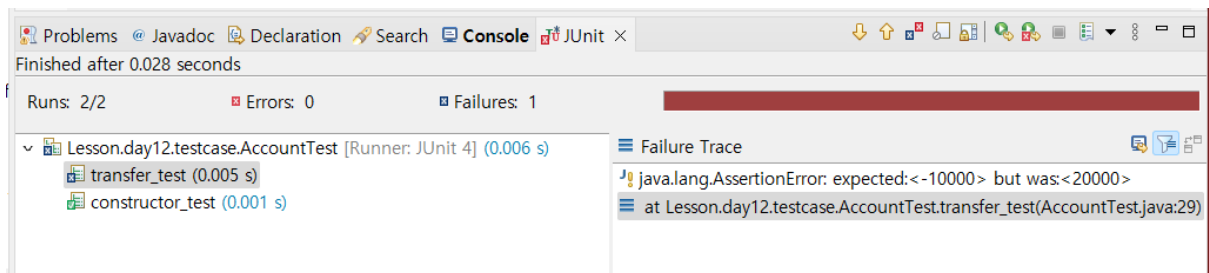 Problems @ Javadoc Declaration Search Console JUnit ×
Finished after 0.028 seconds
Runs: 2/2 Errors: 0 Failures: 1
Lesson.day12.testcase.AccountTest [Runner: JUnit 4] (0.006 s)
transfer_test (0.005 s)
constructor_test (0.001 s)
Failure Trace
java.lang.AssertionError: expected:<-10000> but was:<20000>
at Lesson.day12.testcase.AccountTest.transfer_test(AccountTest.java:29)